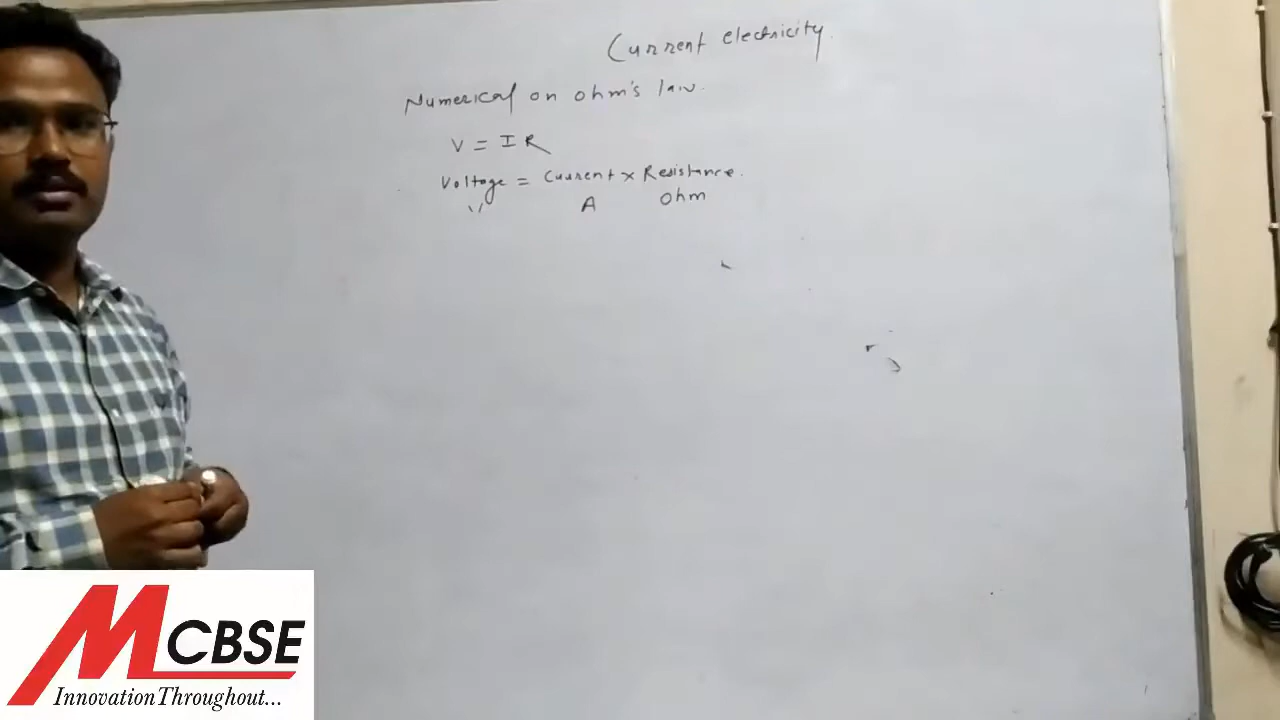 Current electricity.
Numerical on ohm's law.
V = IR
Voltage = Current × Resistance.
V A Ohm
MCBSE
Innovation Throughout...